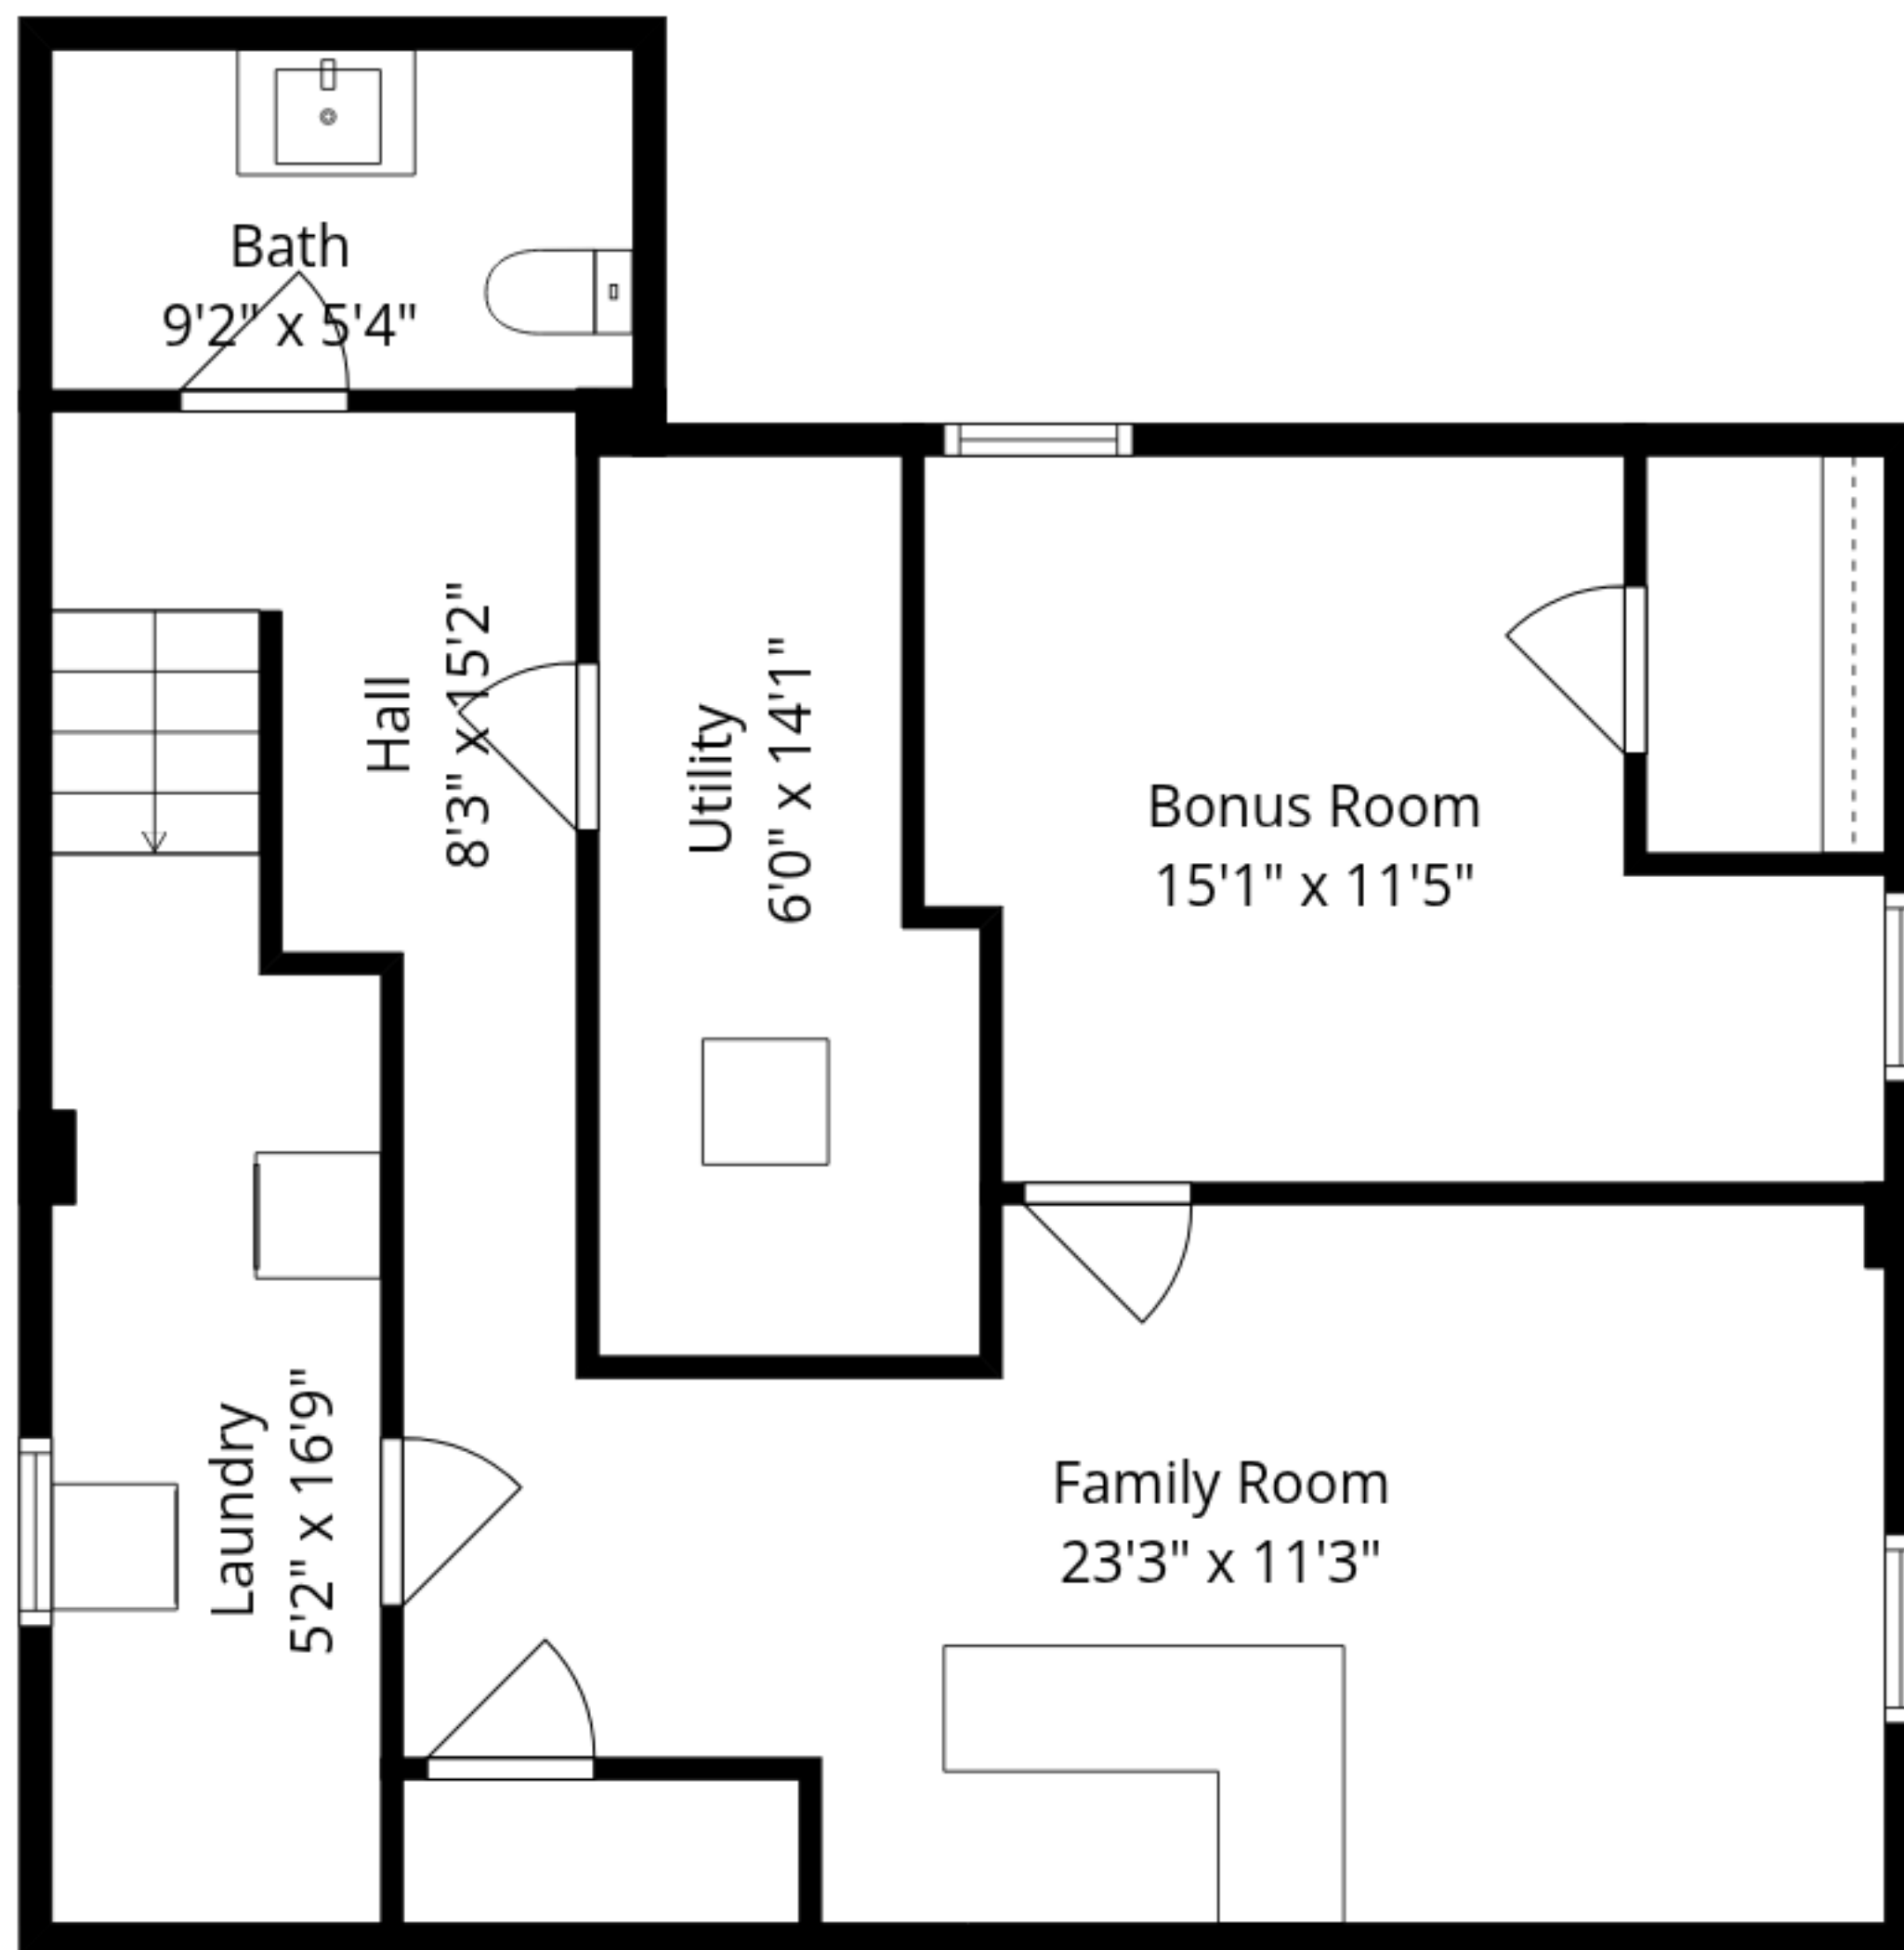 Bath
9'2" x 5'4"
Hall
8'3" x 15'2"
Utility
6'0" x 14'1"
Bonus Room
15'1" x 11'5"
Laundry
5'2" x 16'9"
Family Room
23'3" x 11'3"